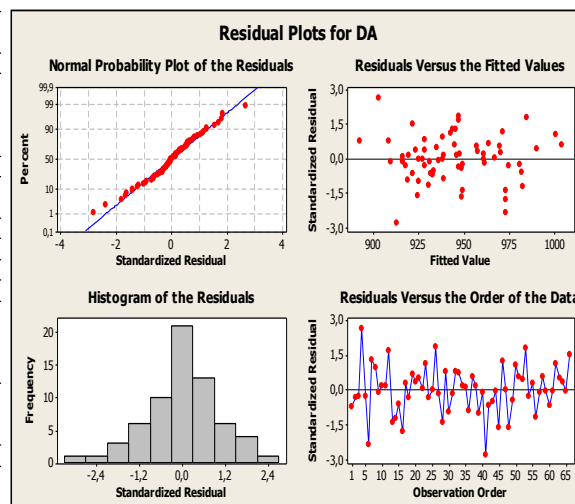 Residual Plots for DA
Normal Probability Plot of the Residuals
Percent
99,9
99
90
50
10
1
0,1
-4 -2 0 2 4
Standardized Residual
Residuals Versus the Fitted Values
Standardized Residual
3,0
1,5
0,0
-1,5
-3,0
900 925 950 975 1000
Fitted Value
Histogram of the Residuals
Frequency
20
15
10
5
0
-2,4 -1,2 0,0 1,2 2,4
Standardized Residual
Residuals Versus the Order of the Data
Standardized Residual
3,0
1,5
0,0
-1,5
-3,0
1 5 10 15 20 25 30 35 40 45 50 55 60 65
Observation Order